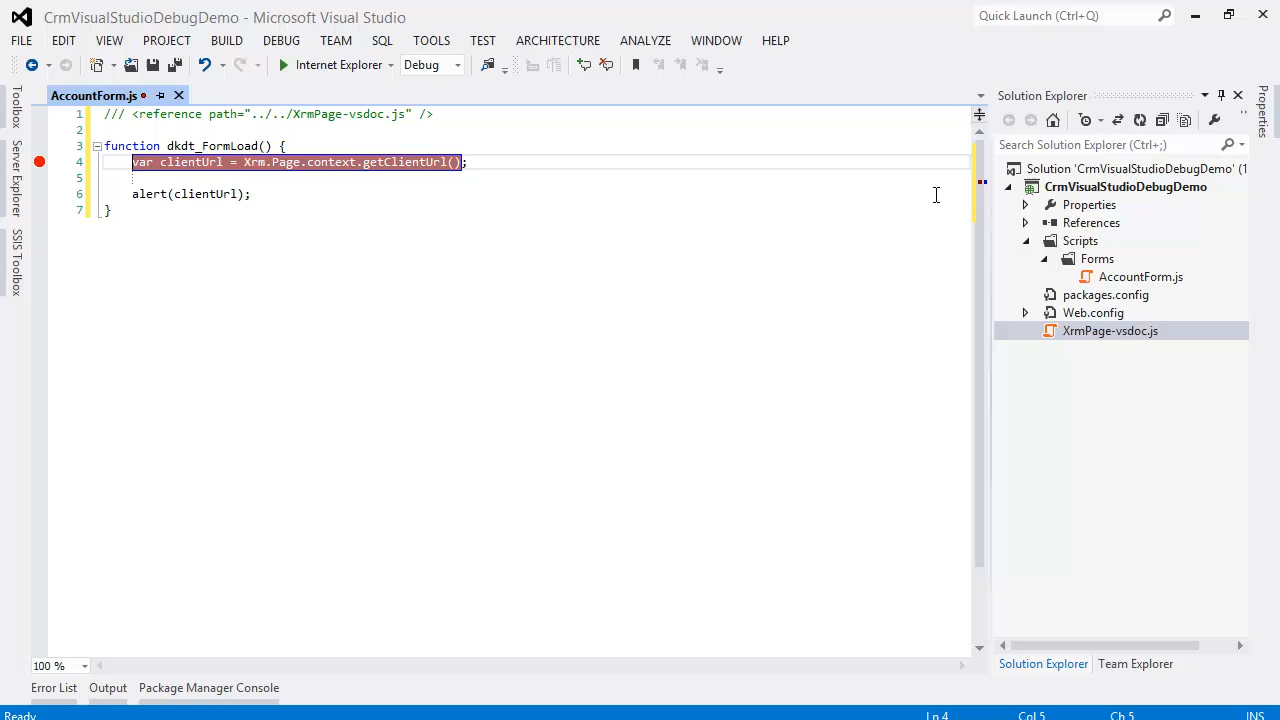 CrmVisualStudioDebugDemo - Microsoft Visual Studio
Quick Launch (Ctrl+Q)
FILE EDIT VIEW PROJECT BUILD DEBUG TEAM SQL TOOLS TEST ARCHITECTURE ANALYZE WINDOW HELP
Internet Explorer Debug
Toolbox
Server Explorer
SSIS Toolbox
AccountForm.js
1 /// <reference path="../../XrmPage-vsdoc.js" />
2
3 function dkdt_FormLoad() {
4 var clientUrl = Xrm.Page.context.getClientUrl();
5
6 alert(clientUrl);
7 }
100 %
Solution Explorer
Search Solution Explorer (Ctrl+;)
Solution 'CrmVisualStudioDebugDemo' (1
CrmVisualStudioDebugDemo
Properties
References
Scripts
Forms
AccountForm.js
packages.config
Web.config
XrmPage-vsdoc.js
Solution Explorer Team Explorer
Properties
Error List Output Package Manager Console
Ready Ln 4 Col 5 Ch 5 INS